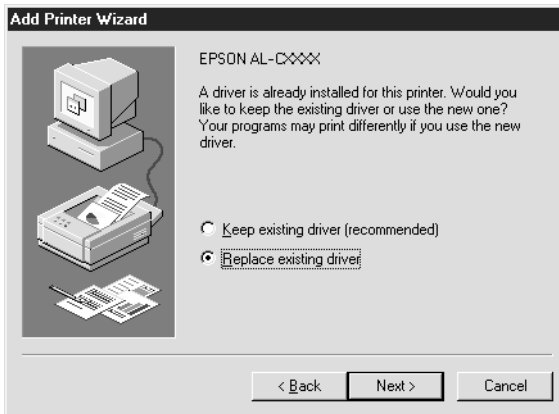 Add Printer Wizard
EPSON AL-CXXXX
A driver is already installed for this printer. Would you
like to keep the existing driver or use the new one?
Your programs may print differently if you use the new
driver.
Keep existing driver (recommended)
Replace existing driver
< Back Next > Cancel